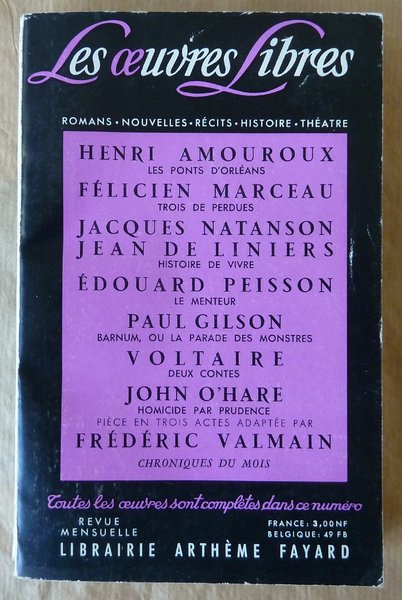 Les œuvres Libres
ROMANS • NOUVELLES • RÉCITS • HISTOIRE • THÉATRE
HENRI AMOUROUX
LES PONTS D'ORLÉANS
FÉLICIEN MARCEAU
TROIS DE PERDUES
JACQUES NATANSON
JEAN DE LINIERS
HISTOIRE DE VIVRE
ÉDOUARD PEISSON
LE MENTEUR
PAUL GILSON
BARNUM, OU LA PARADE DES MONSTRES
VOLTAIRE
DEUX CONTES
JOHN O'HARE
HOMICIDE PAR PRUDENCE
PIÈCE EN TROIS ACTES ADAPTÉE PAR
FRÉDÉRIC VALMAIN
CHRONIQUES DU MOIS
Toutes les œuvres sont complètes dans ce numéro
REVUE MENSUELLE
FRANCE: 3,00 NF
BELGIQUE: 49 FB
LIBRAIRIE ARTHÈME FAYARD